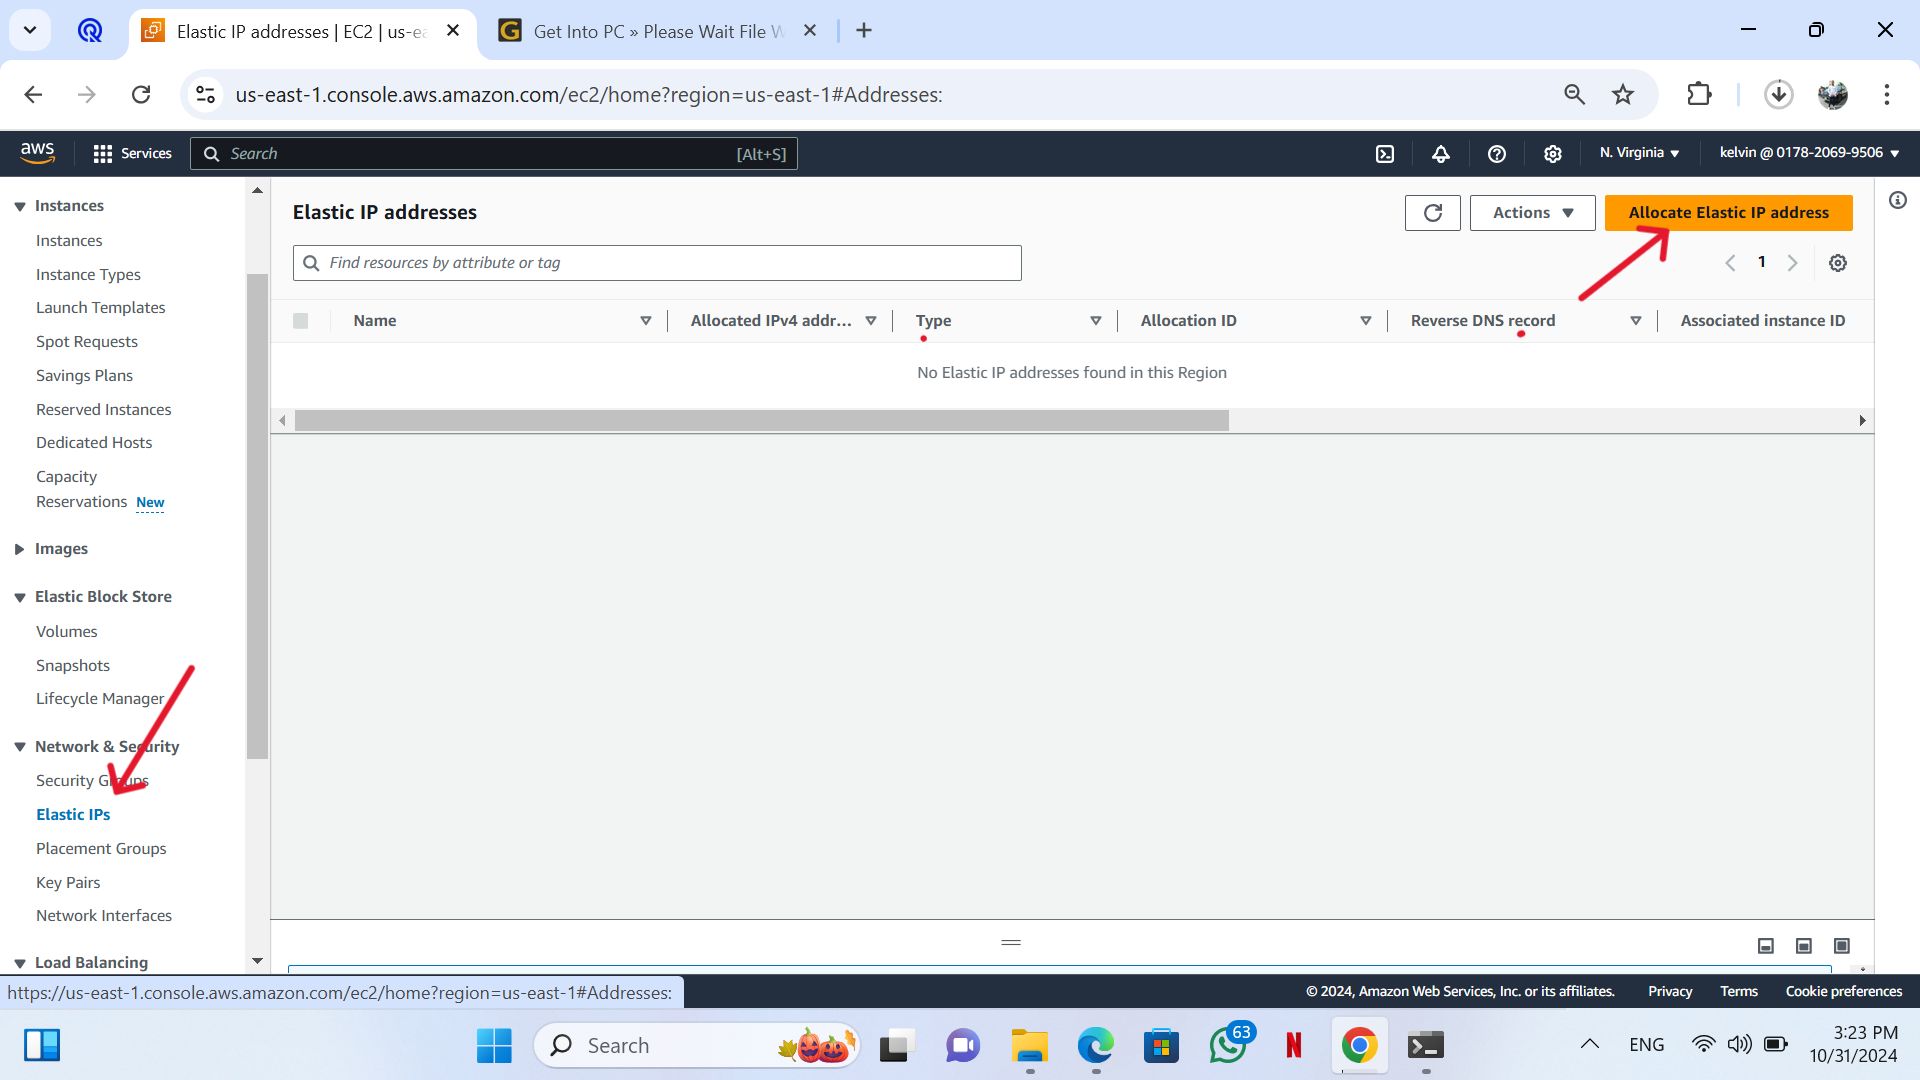 Elastic IP addresses | EC2 | us-ea
Get Into PC » Please Wait File W
us-east-1.console.aws.amazon.com/ec2/home?region=us-east-1#Addresses:
aws
Services
Search
[Alt+S]
N. Virginia
kelvin @ 0178-2069-9506
Instances
Instances
Instance Types
Launch Templates
Spot Requests
Savings Plans
Reserved Instances
Dedicated Hosts
Capacity
Reservations New
Images
Elastic Block Store
Volumes
Snapshots
Lifecycle Manager
Network & Security
Security Groups
Elastic IPs
Placement Groups
Key Pairs
Network Interfaces
Load Balancing
Elastic IP addresses
Actions
Allocate Elastic IP address
Find resources by attribute or tag
1
Name
Allocated IPv4 addr...
Type
Allocation ID
Reverse DNS record
Associated instance ID
No Elastic IP addresses found in this Region
https://us-east-1.console.aws.amazon.com/ec2/home?region=us-east-1#Addresses:
© 2024, Amazon Web Services, Inc. or its affiliates.
Privacy
Terms
Cookie preferences
Search
63
N
ENG
3:23 PM
10/31/2024